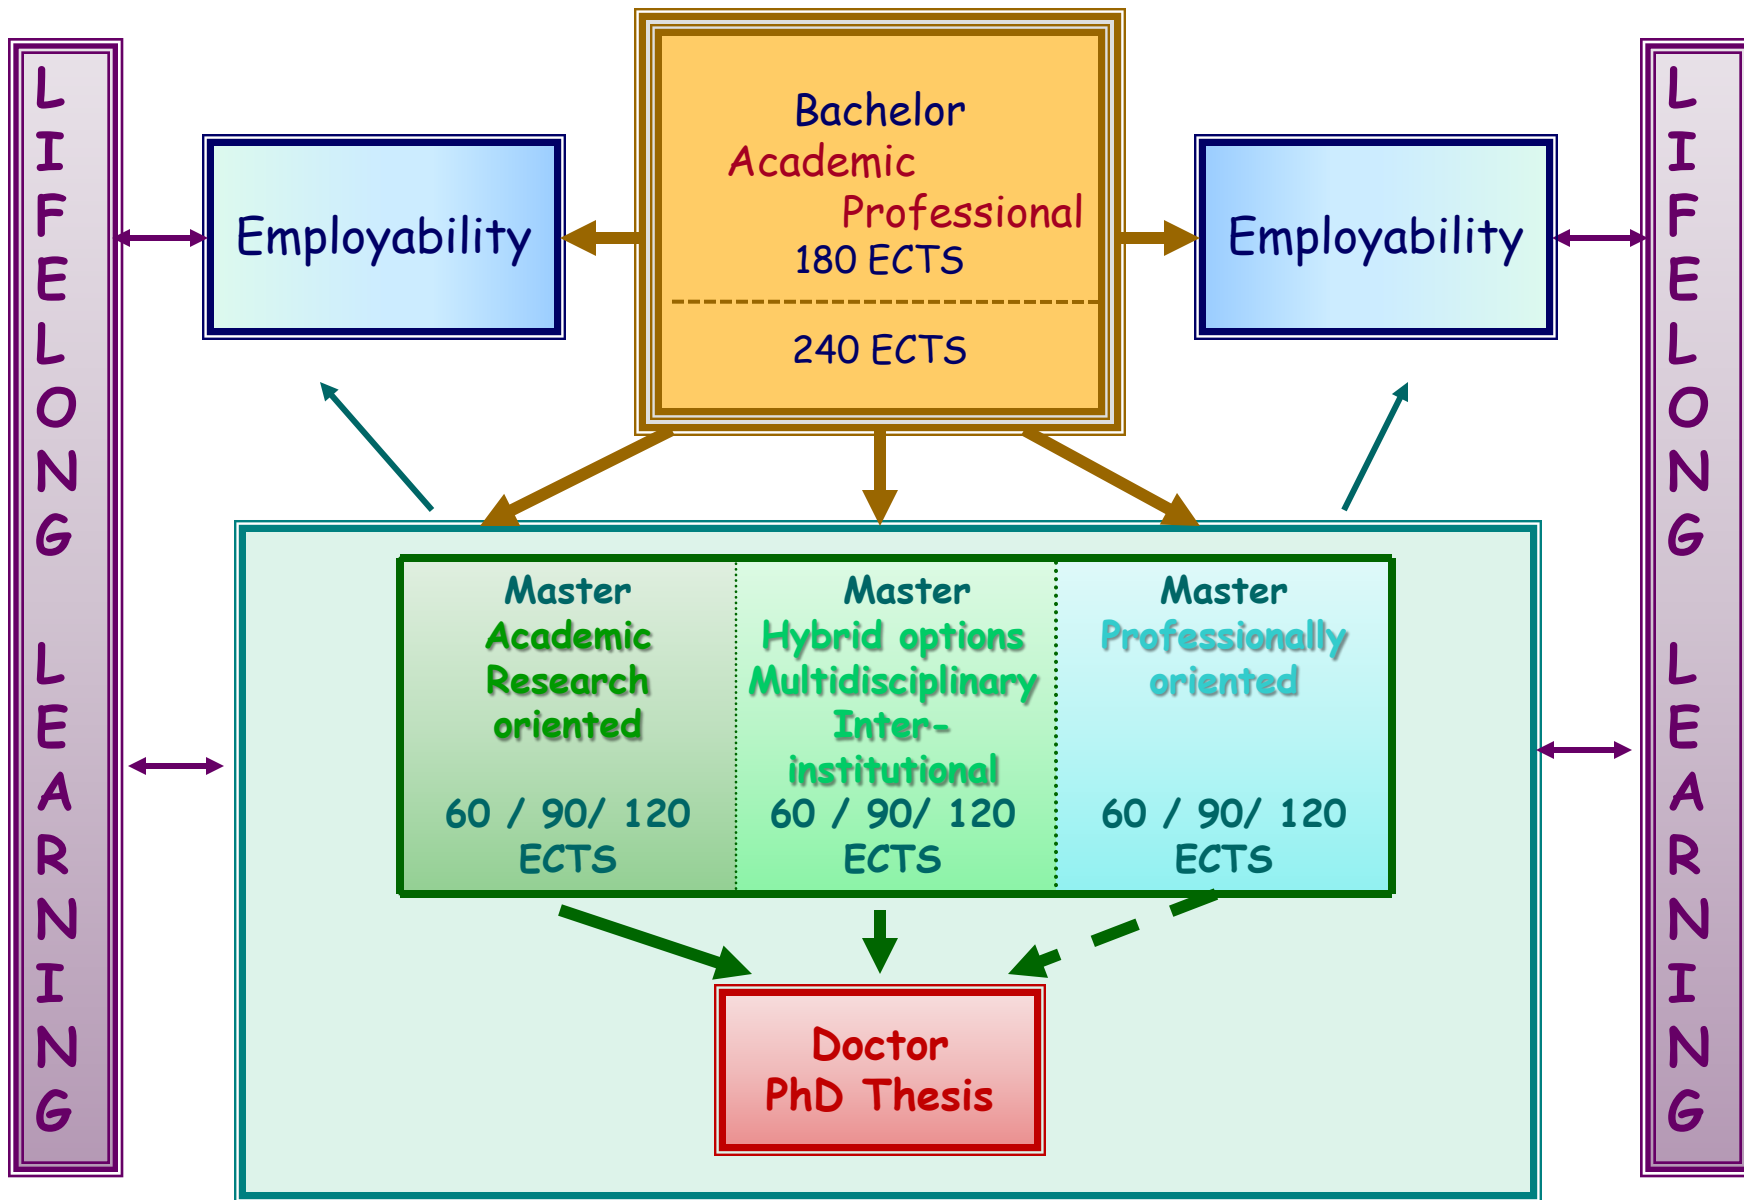 LIFELONG LEARNING
Employability
Bachelor
Academic
Professional
180 ECTS
240 ECTS
Employability
LIFELONG LEARNING
Master
Academic
Research
oriented
60 / 90/ 120
ECTS
Master
Hybrid options
Multidisciplinary
Inter-
institutional
60 / 90/ 120
ECTS
Master
Professionally
oriented
60 / 90/ 120
ECTS
Doctor
PhD Thesis